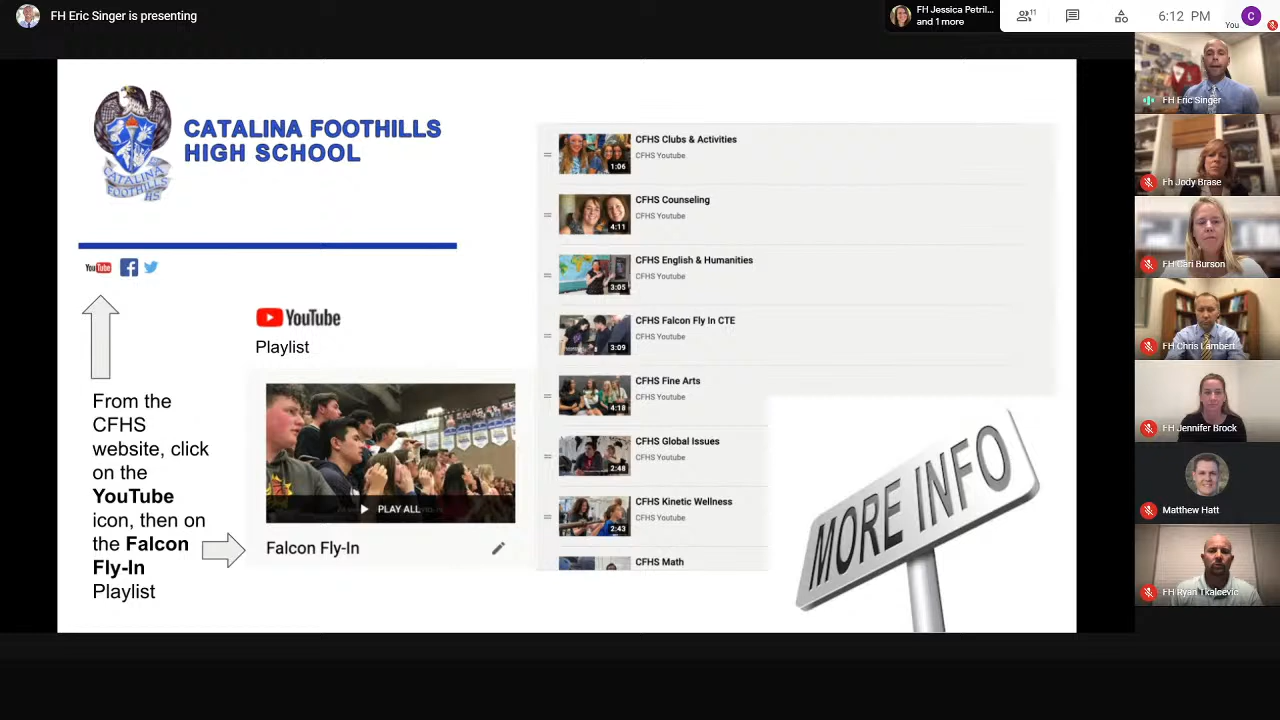 FH Eric Singer is presenting
FH Jessica Petril...
and 1 more
11
6:12 PM
C
You
CATALINA FOOTHILLS
HIGH SCHOOL
CATALINA
FOOTHILLS
HS
YouTube
YouTube
Playlist
From the
CFHS
website, click
on the
YouTube
icon, then on
the Falcon
Fly-In
Playlist
PLAY ALL
Falcon Fly-In
CFHS Clubs & Activities
CFHS Youtube
1:06
CFHS Counseling
CFHS Youtube
4:11
CFHS English & Humanities
CFHS Youtube
3:05
CFHS Falcon Fly In CTE
CFHS Youtube
3:09
CFHS Fine Arts
CFHS Youtube
4:18
CFHS Global Issues
CFHS Youtube
2:48
CFHS Kinetic Wellness
CFHS Youtube
2:43
CFHS Math
MORE INFO
FH Eric Singer
Fh Jody Brase
FH Cari Burson
FH Chris Lambert
FH Jennifer Brock
Matthew Hatt
FH Ryan Tkalcevic